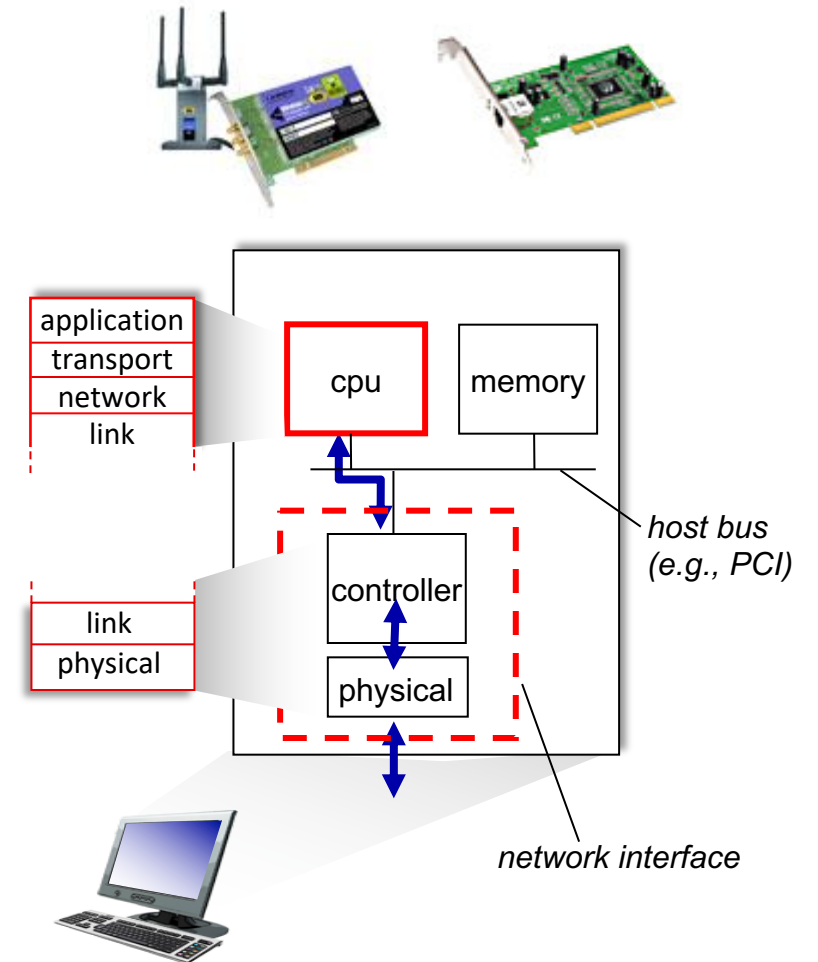 application
transport
network
link
cpu
memory
host bus
(e.g., PCI)
controller
link
physical
physical
network interface